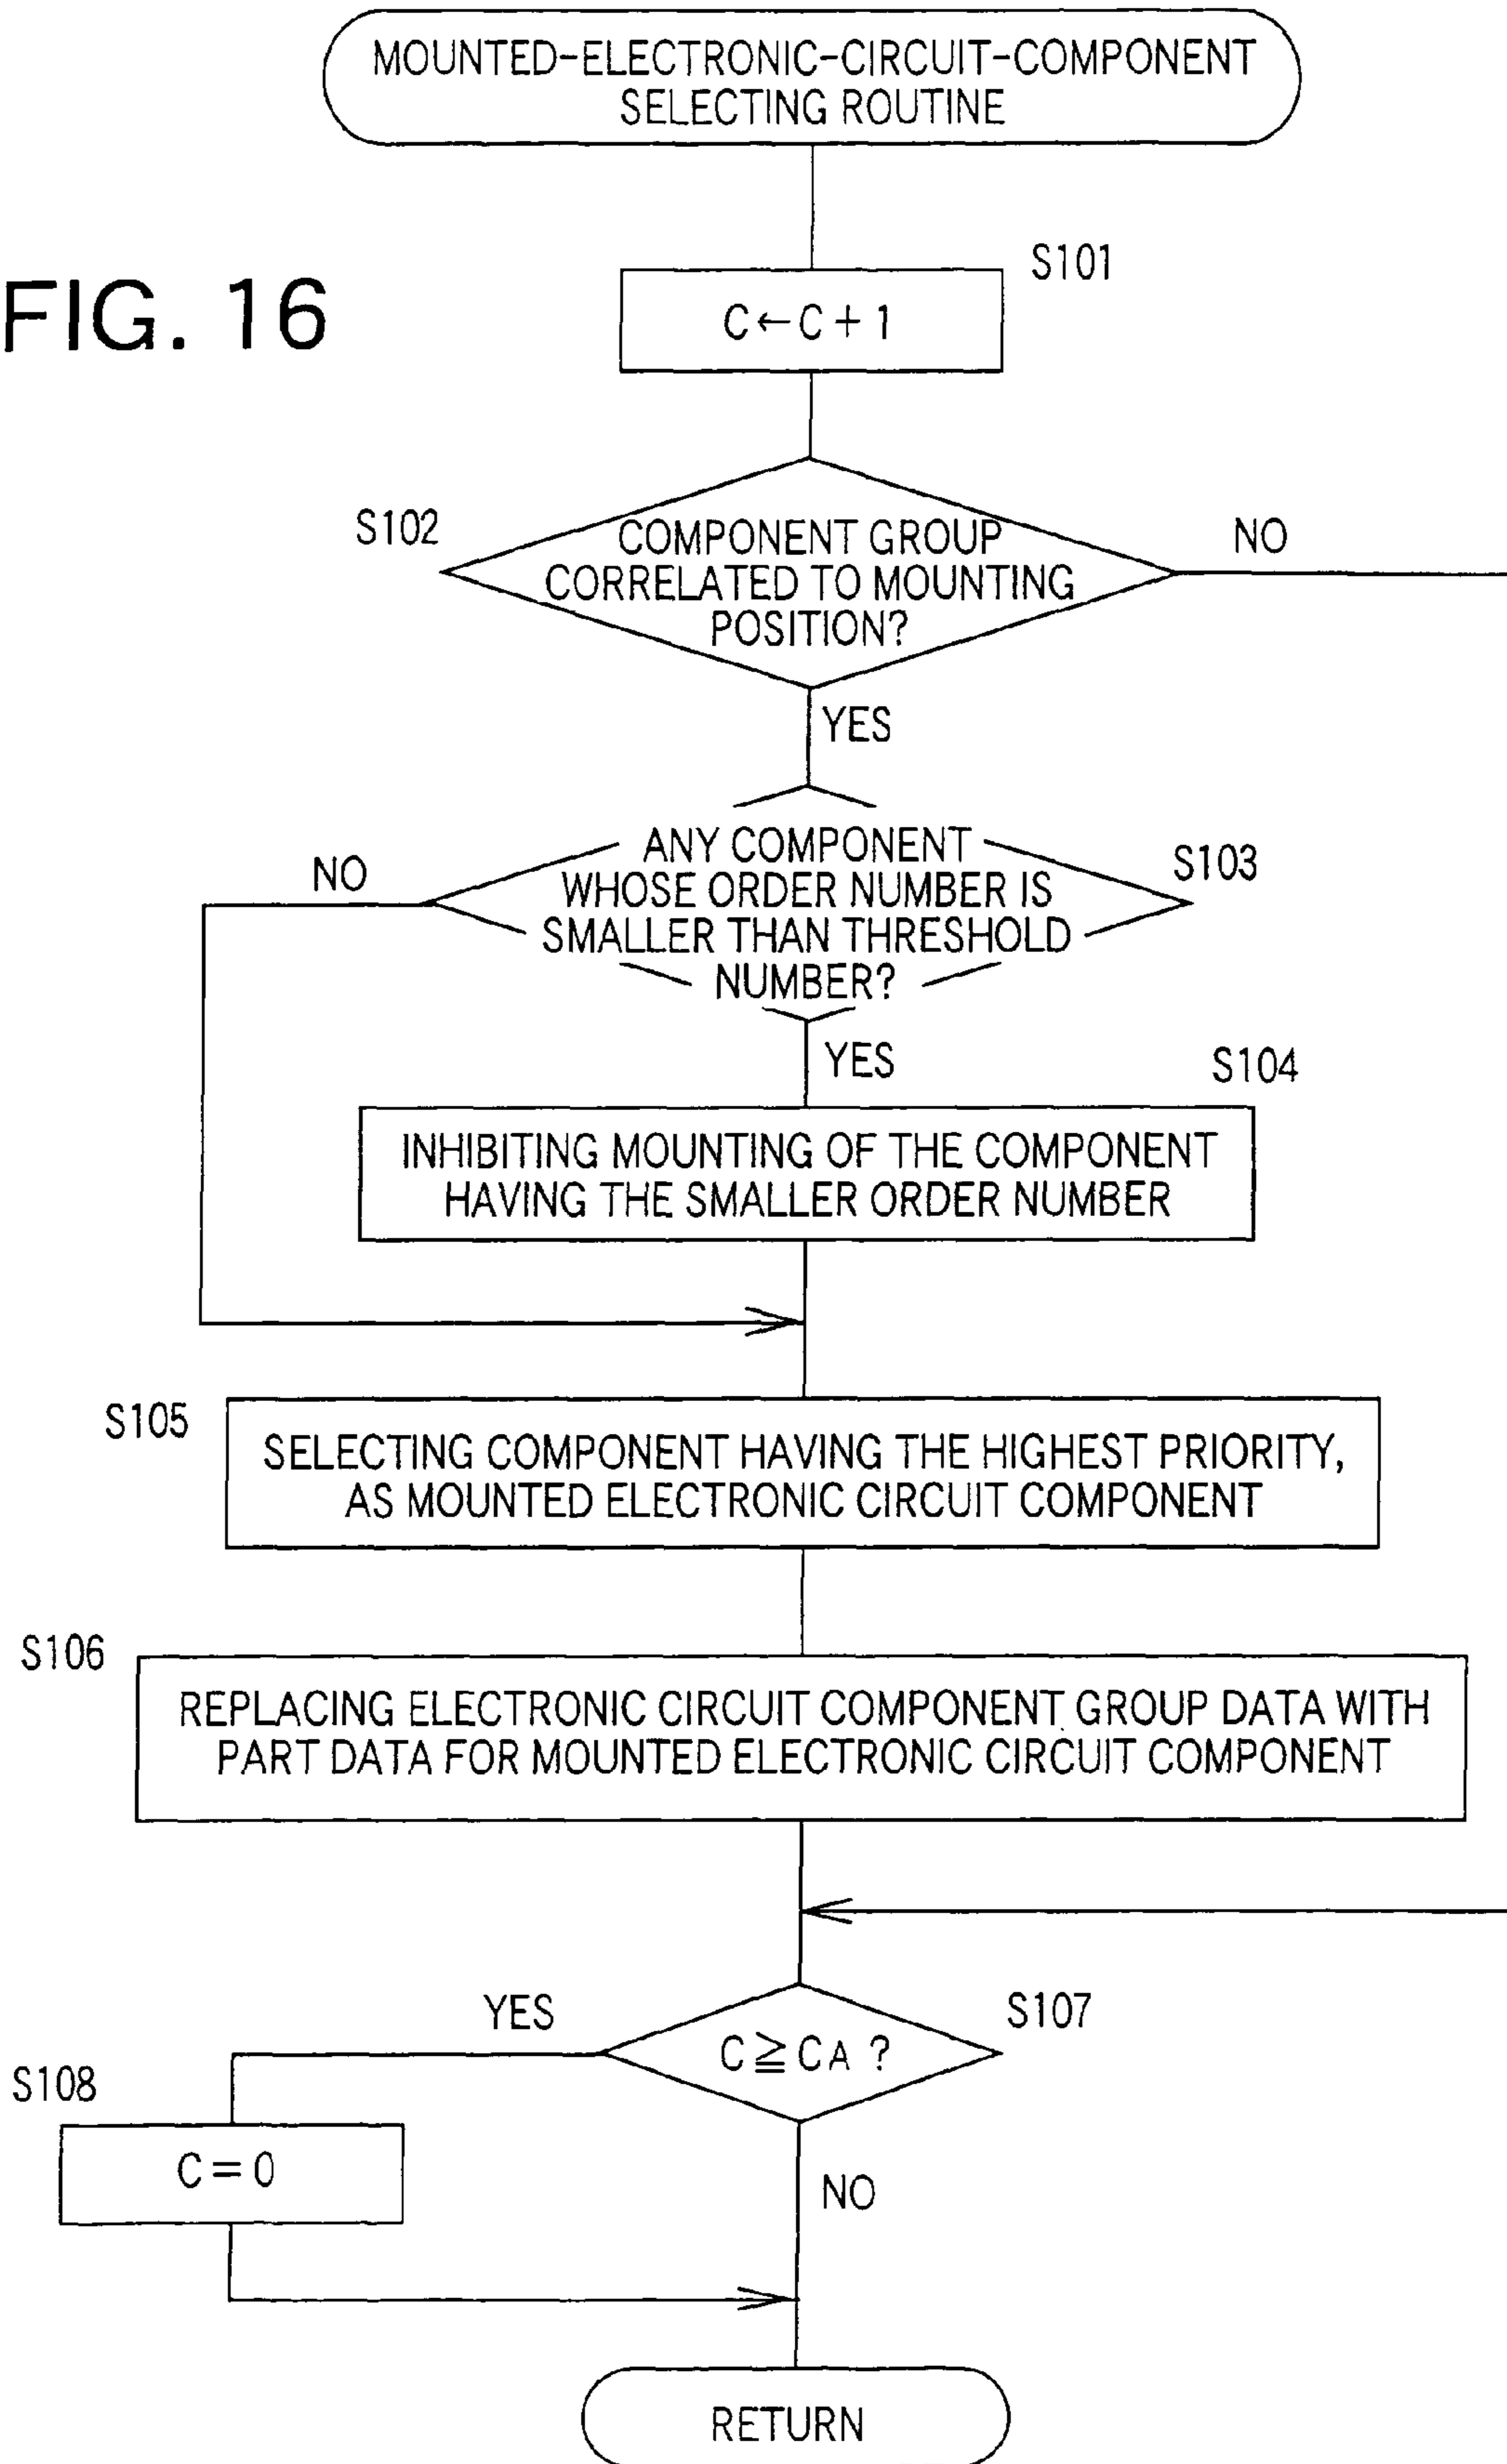 MOUNTED-ELECTRONIC-CIRCUIT-COMPONENT
SELECTING ROUTINE
FIG. 16
S101
C←C+1
S102
COMPONENT GROUP
CORRELATED TO MOUNTING
POSITION?
NO
YES
NO
ANY COMPONENT
WHOSE ORDER NUMBER IS
SMALLER THAN THRESHOLD
NUMBER?
S103
YES
S104
INHIBITING MOUNTING OF THE COMPONENT
HAVING THE SMALLER ORDER NUMBER
S105
SELECTING COMPONENT HAVING THE HIGHEST PRIORITY,
AS MOUNTED ELECTRONIC CIRCUIT COMPONENT
S106
REPLACING ELECTRONIC CIRCUIT COMPONENT GROUP DATA WITH
PART DATA FOR MOUNTED ELECTRONIC CIRCUIT COMPONENT
YES
C≧CA ?
S107
S108
C=0
NO
RETURN